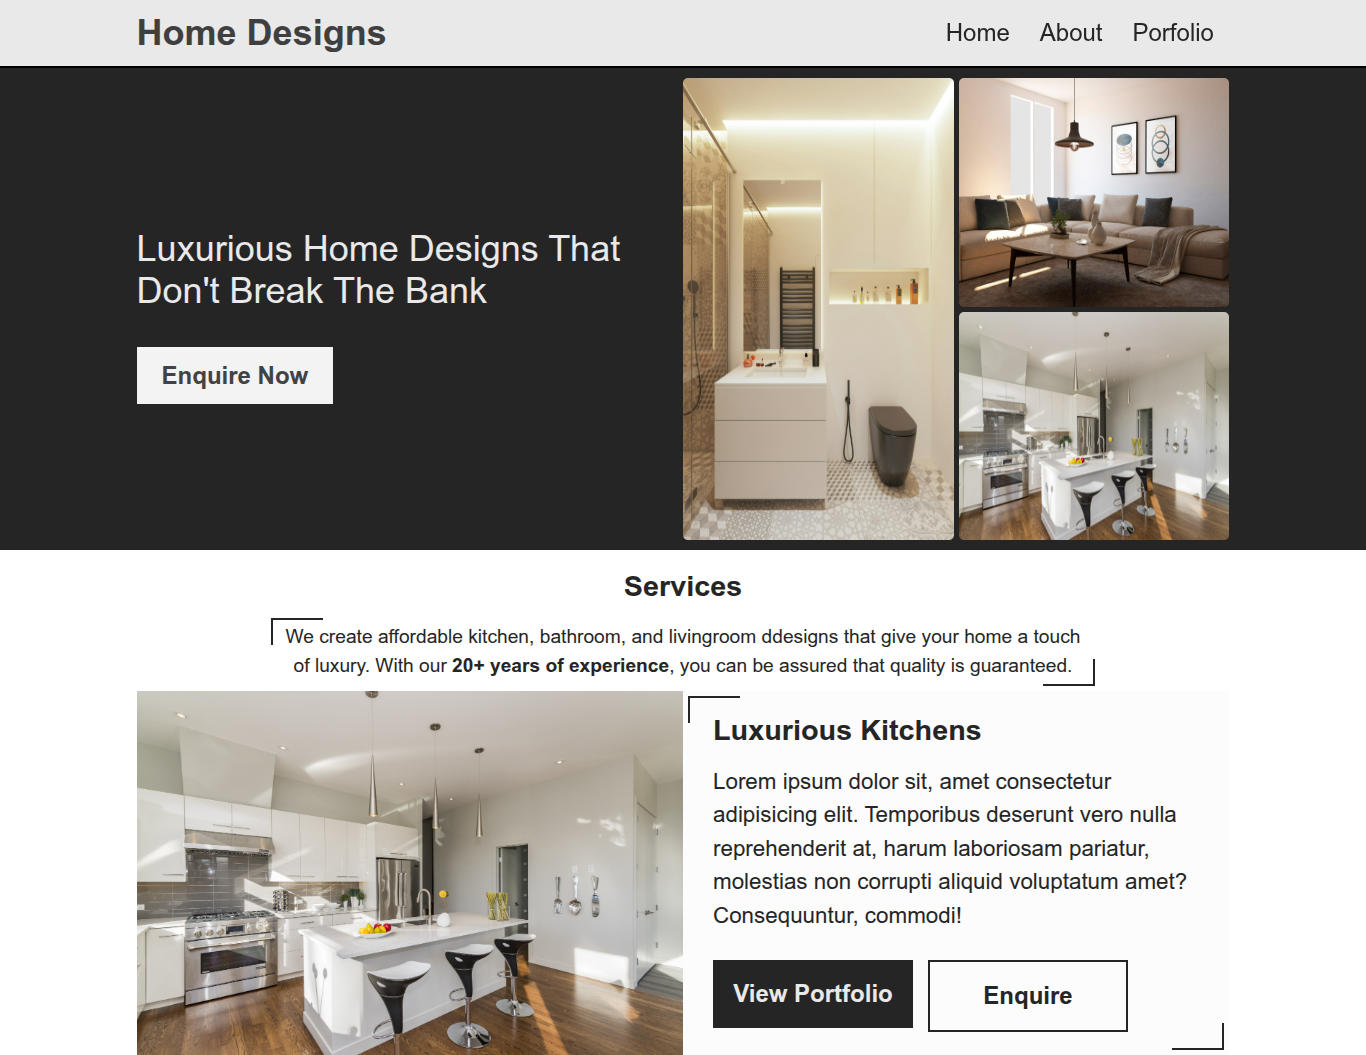 Home Designs
Home About Porfolio
Luxurious Home Designs That
Don't Break The Bank
Enquire Now
Services
We create affordable kitchen, bathroom, and livingroom ddesigns that give your home a touch
of luxury. With our 20+ years of experience, you can be assured that quality is guaranteed.
Luxurious Kitchens
Lorem ipsum dolor sit, amet consectetur
adipisicing elit. Temporibus deserunt vero nulla
reprehenderit at, harum laboriosam pariatur,
molestias non corrupti aliquid voluptatum amet?
Consequuntur, commodi!
View Portfolio
Enquire